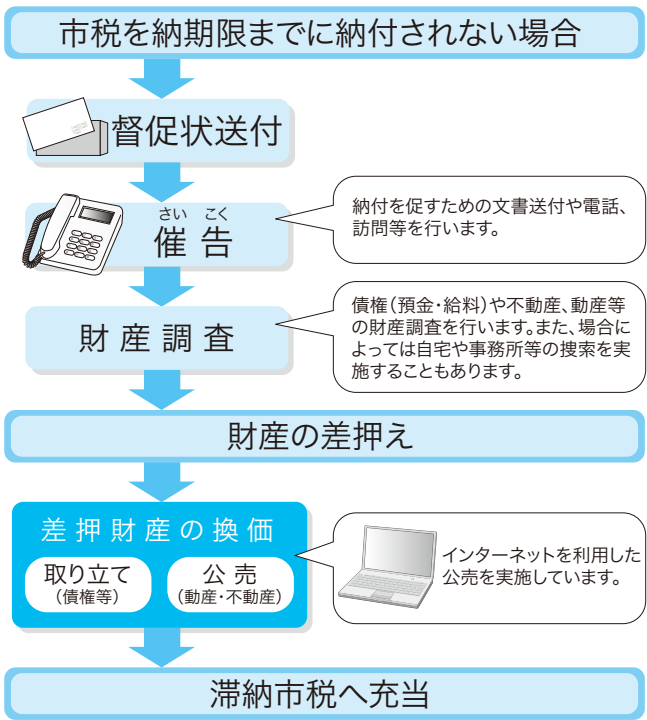 市税を納期限までに納付されない場合
督促状送付
さい こく
催告
納付を促すための文書送付や電話、
訪問等を行います。
財産調査
債権（預金・給料）や不動産、動産等
の財産調査を行います。また、場合に
よっては自宅や事務所等の捜索を実
施することもあります。
財産の差押え
差押財産の換価
取り立て
（債権等）
公売
（動産・不動産）
インターネットを利用した
公売を実施しています。
滞納市税へ充当